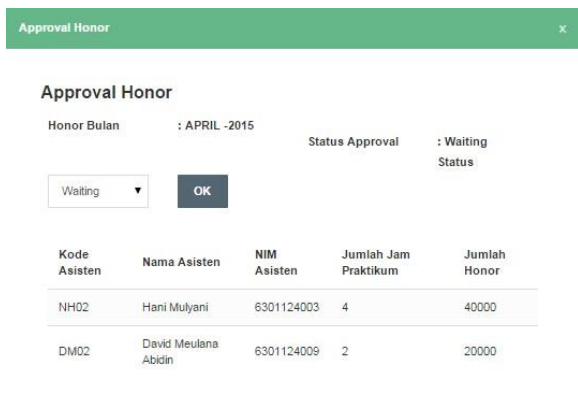 Approval Honor x
Approval Honor
Honor Bulan : APRIL -2015
Status Approval : Waiting
Status
Waiting OK
Kode Asisten Nama Asisten NIM Asisten Jumlah Jam Praktikum Jumlah Honor
NH02 Hani Mulyani 6301124003 4 40000
DM02 David Meulana Abidin 6301124009 2 20000